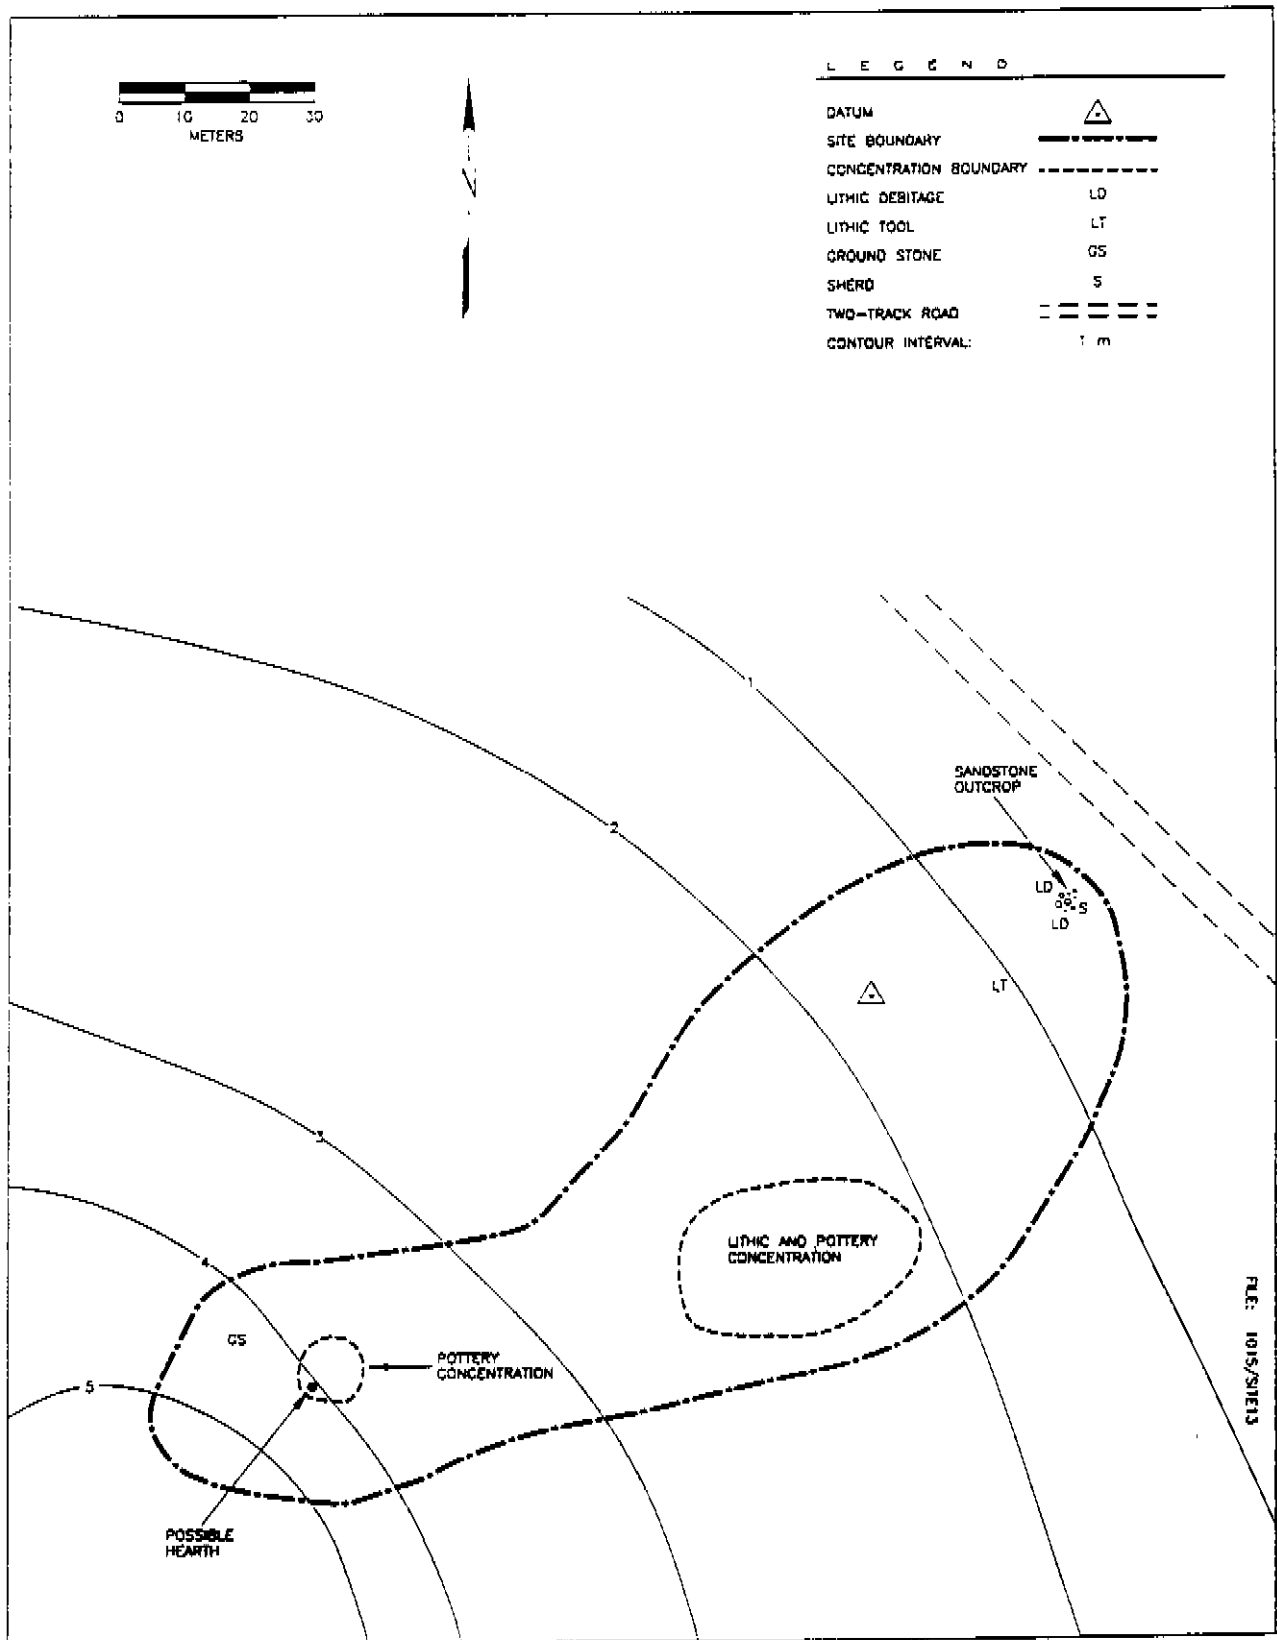 0 10 20 30
METERS
N
LEGEND
DATUM
SITE BOUNDARY
CONCENTRATION BOUNDARY
LITHIC DEBITAGE LD
LITHIC TOOL LT
GROUND STONE GS
SHERD S
TWO-TRACK ROAD
CONTOUR INTERVAL: 1 m
1
SANDSTONE
OUTCROP
2
LD
S
LD
LT
3
LITHIC AND POTTERY
CONCENTRATION
4
GS
POTTERY
CONCENTRATION
5
POSSIBLE
HEARTH
FILE: 1015/SITE13